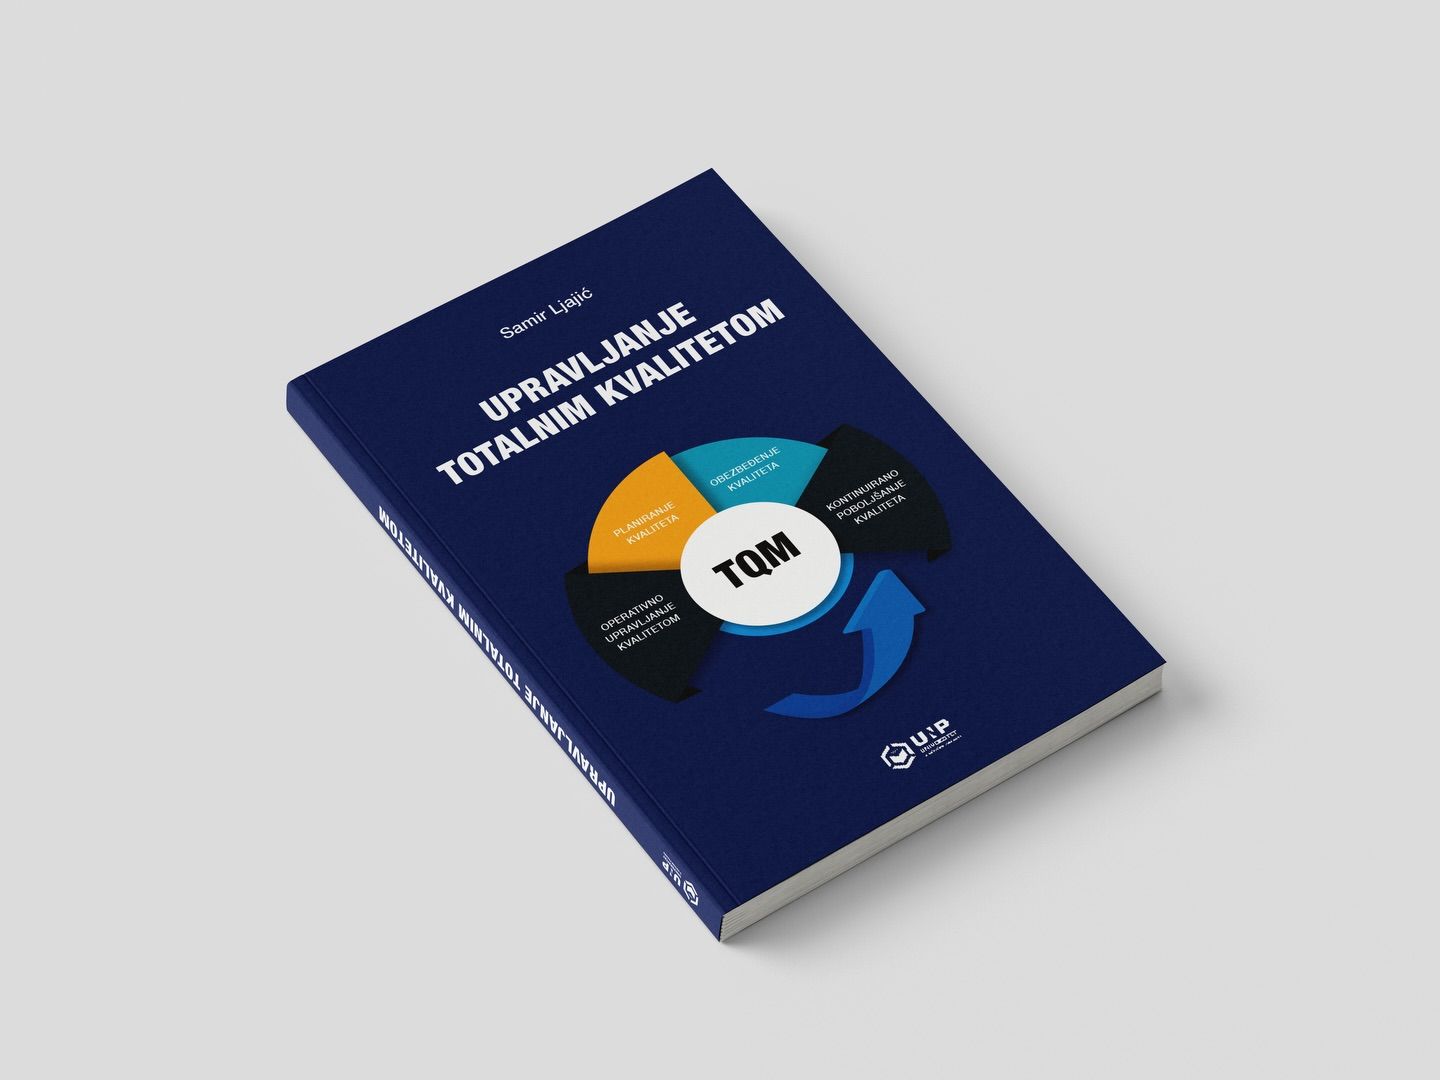 Samir Ljajić
UPRAVLJANJE
TOTALNIM KVALITETOM
OBEZBEĐENJE
KVALITETA
PLANIRANJE
KVALITETA
KONTINUIRANO
POBOLJŠANJE
KVALITETA
TQM
OPERATIVNO
UPRAVLJANJE
KVALITETOM
UNP
UPRAVLJANJE TOTALNIM KVALITETOM
UNP